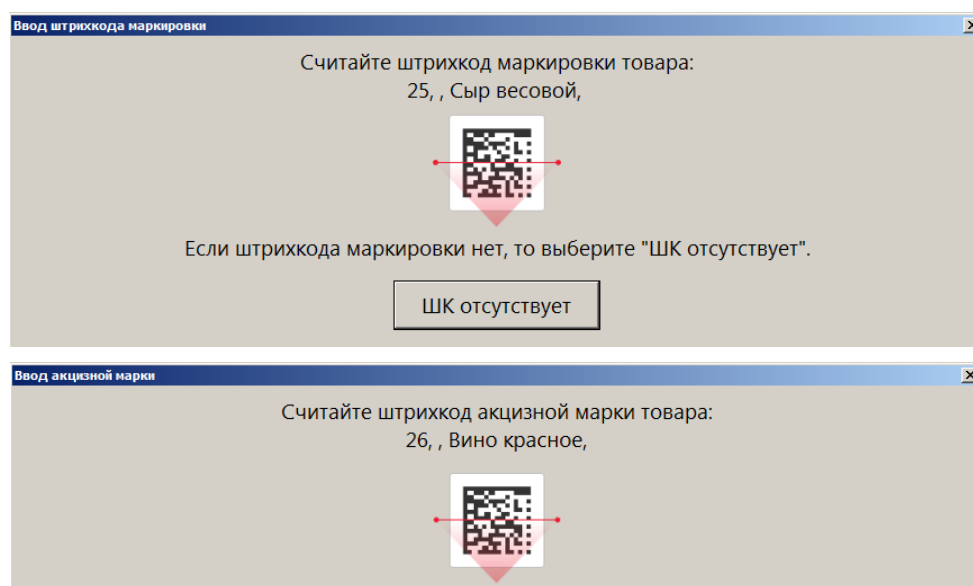 Ввод штрихкода маркировки
Считайте штрихкод маркировки товара:
25, , Сыр весовой,
Если штрихкода маркировки нет, то выберите "ШК отсутствует".
ШК отсутствует
Ввод акцизной марки
Считайте штрихкод акцизной марки товара:
26, , Вино красное,